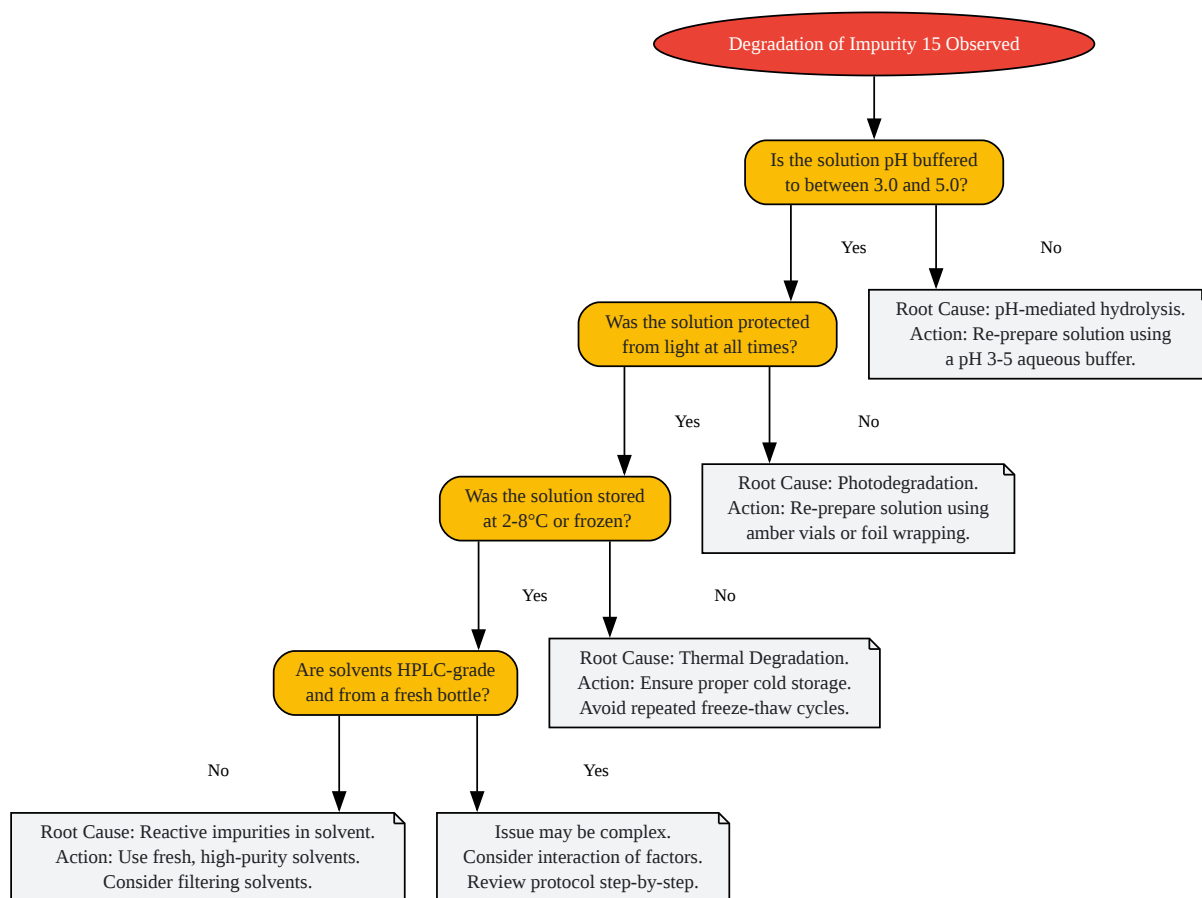 Degradation of Impurity 15 Observed
Is the solution pH buffered
to between 3.0 and 5.0?
Yes
No
Root Cause: pH-mediated hydrolysis.
Action: Re-prepare solution using
a pH 3-5 aqueous buffer.
Was the solution protected
from light at all times?
Yes
No
Root Cause: Photodegradation.
Action: Re-prepare solution using
amber vials or foil wrapping.
Was the solution stored
at 2-8°C or frozen?
Yes
No
Root Cause: Thermal Degradation.
Action: Ensure proper cold storage.
Avoid repeated freeze-thaw cycles.
Are solvents HPLC-grade
and from a fresh bottle?
No
Yes
Root Cause: Reactive impurities in solvent.
Action: Use fresh, high-purity solvents.
Consider filtering solvents.
Issue may be complex.
Consider interaction of factors.
Review protocol step-by-step.